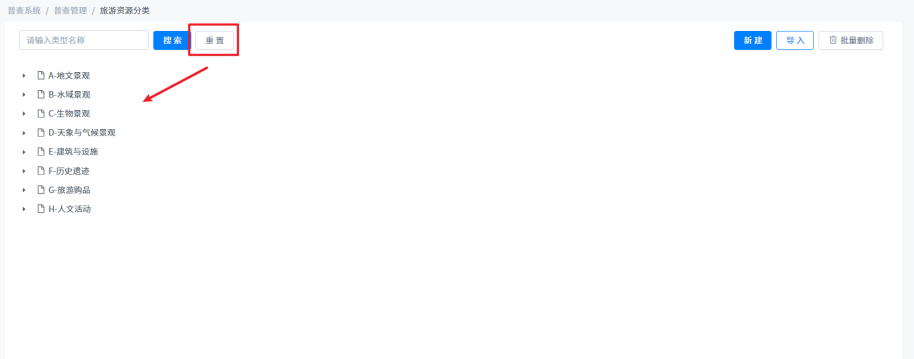 普查系统 / 普查管理 / 旅游资源分类
请输入类型名称 搜索 重置 新建 导入 批量删除
A-地文景观
B-水域景观
C-生物景观
D-天象与气候景观
E-建筑与设施
F-历史遗迹
G-旅游购品
H-人文活动